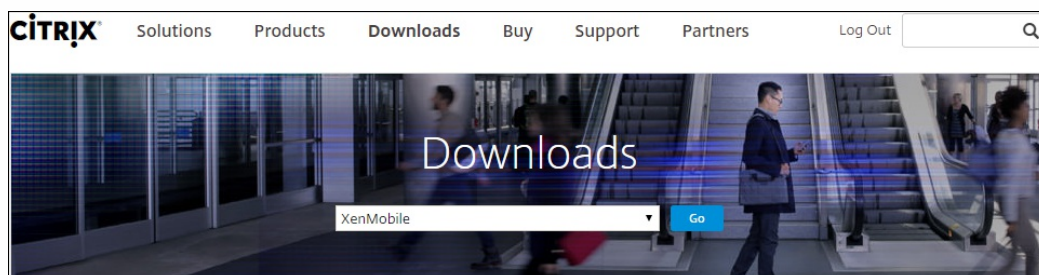 CITRIX Solutions Products Downloads Buy Support Partners Log Out
Downloads
XenMobile Go